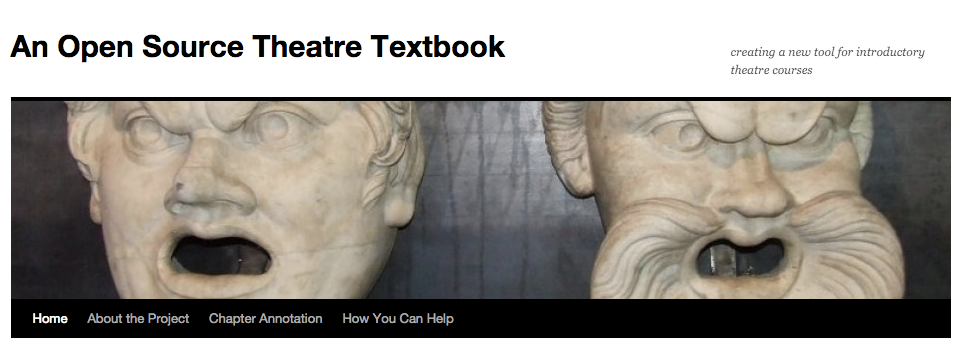 An Open Source Theatre Textbook
creating a new tool for introductory
theatre courses
Home About the Project Chapter Annotation How You Can Help